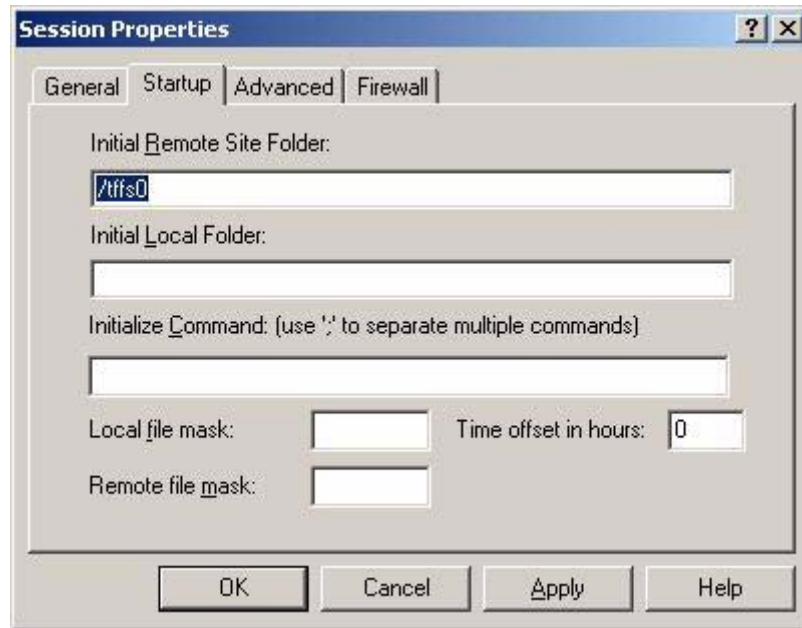 Session Properties
General Startup Advanced Firewall
Initial Remote Site Folder:
/tffs0
Initial Local Folder:
Initialize Command: (use ';' to separate multiple commands)
Local file mask:
Time offset in hours: 0
Remote file mask:
OK Cancel Apply Help